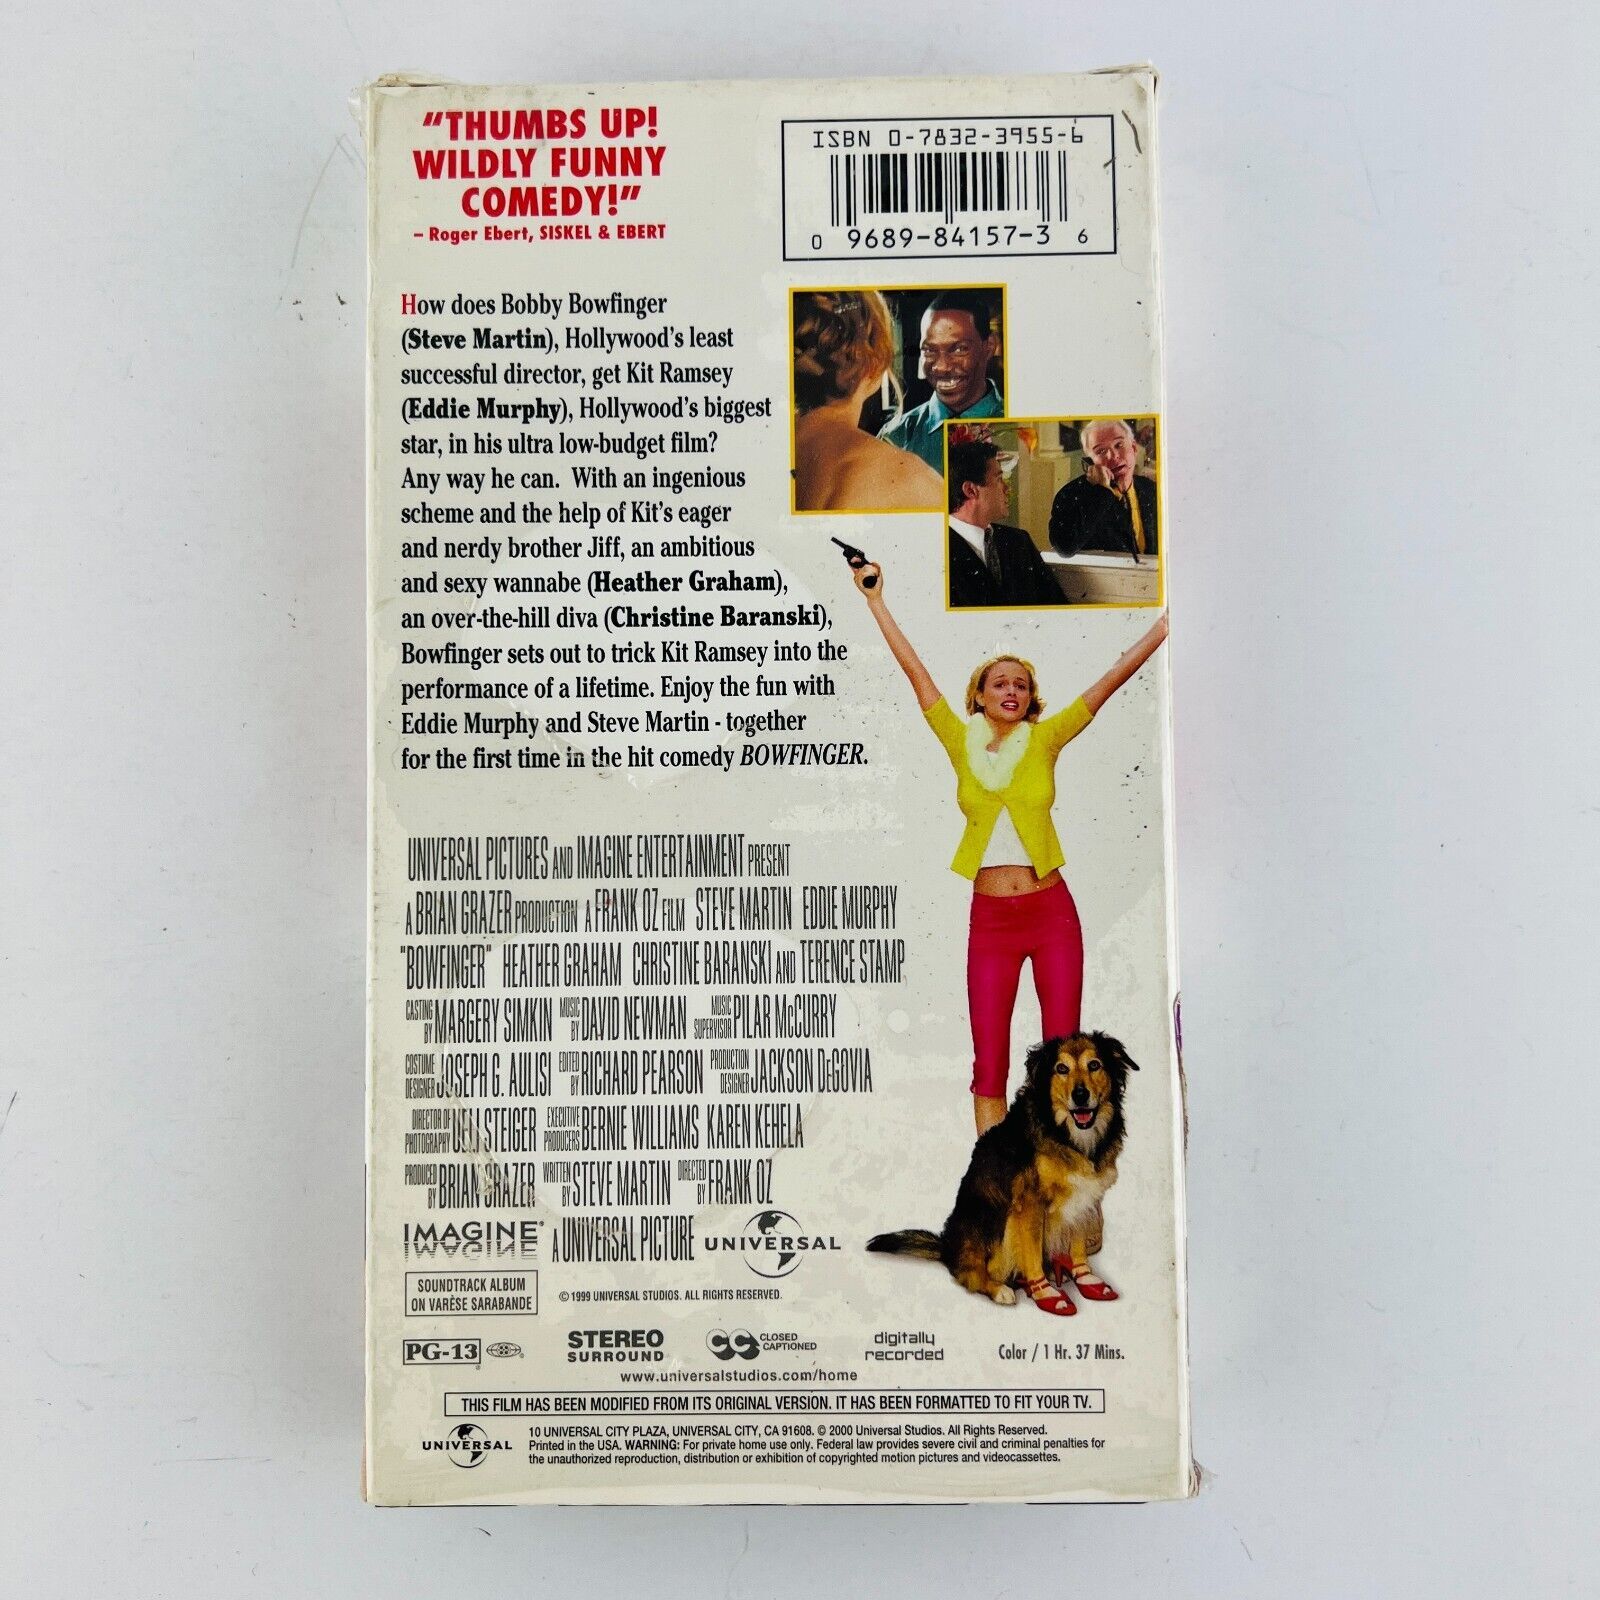 “THUMBS UP!
WILDLY FUNNY
COMEDY!”
– Roger Ebert, SISKEL & EBERT
ISBN 0-7832-3955-6
0 9689-84157-3 6
How does Bobby Bowfinger
(Steve Martin), Hollywood's least
successful director, get Kit Ramsey
(Eddie Murphy), Hollywood's biggest
star, in his ultra low-budget film?
Any way he can. With an ingenious
scheme and the help of Kit's eager
and nerdy brother Jiff, an ambitious
and sexy wannabe (Heather Graham),
an over-the-hill diva (Christine Baranski),
Bowfinger sets out to trick Kit Ramsey into the
performance of a lifetime. Enjoy the fun with
Eddie Murphy and Steve Martin - together
for the first time in the hit comedy BOWFINGER.
UNIVERSAL PICTURES AND IMAGINE ENTERTAINMENT PRESENT
A BRIAN GRAZER PRODUCTION A FRANK OZ FILM STEVE MARTIN EDDIE MURPHY
"BOWFINGER" HEATHER GRAHAM CHRISTINE BARANSKI AND TERENCE STAMP
CASTING BY MARGERY SIMKIN MUSIC BY DAVID NEWMAN MUSIC SUPERVISOR PILAR McCURRY
COSTUME DESIGNER JOSEPH G. AULISI EDITED BY RICHARD PEARSON PRODUCTION DESIGNER JACKSON DeGOVIA
DIRECTOR OF PHOTOGRAPHY UELI STEIGER EXECUTIVE PRODUCERS BERNIE WILLIAMS KAREN KEHELA
PRODUCED BY BRIAN GRAZER WRITTEN BY STEVE MARTIN DIRECTED BY FRANK OZ
IMAGINE® A UNIVERSAL PICTURE UNIVERSAL
SOUNDTRACK ALBUM
ON VARÈSE SARABANDE
© 1999 UNIVERSAL STUDIOS. ALL RIGHTS RESERVED.
PG-13 ® STEREO SURROUND CC CLOSED CAPTIONED digitally recorded Color / 1 Hr. 37 Mins.
www.universalstudios.com/home
THIS FILM HAS BEEN MODIFIED FROM ITS ORIGINAL VERSION. IT HAS BEEN FORMATTED TO FIT YOUR TV.
UNIVERSAL
10 UNIVERSAL CITY PLAZA, UNIVERSAL CITY, CA 91608. © 2000 Universal Studios. All Rights Reserved.
Printed in the USA. WARNING: For private home use only. Federal law provides severe civil and criminal penalties for
the unauthorized reproduction, distribution or exhibition of copyrighted motion pictures and videocassettes.